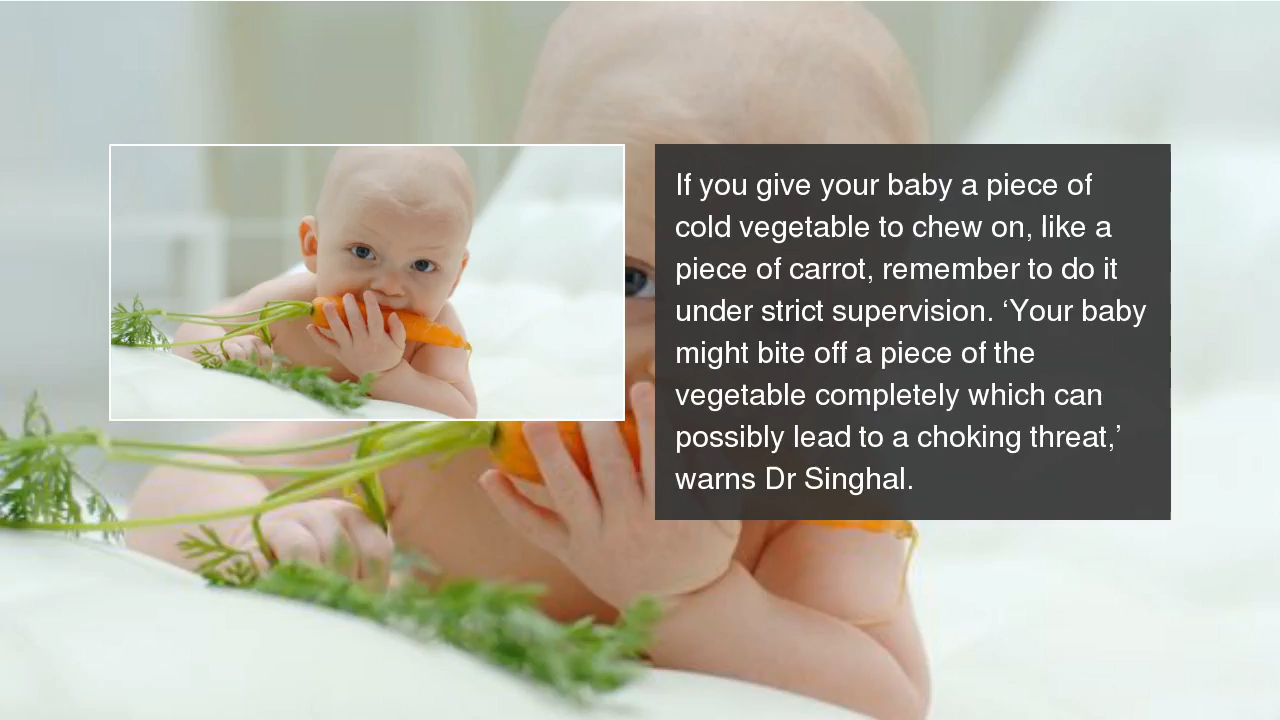 If you give your baby a piece of
cold vegetable to chew on, like a
piece of carrot, remember to do it
under strict supervision. ‘Your baby
might bite off a piece of the
vegetable completely which can
possibly lead to a choking threat,’
warns Dr Singhal.